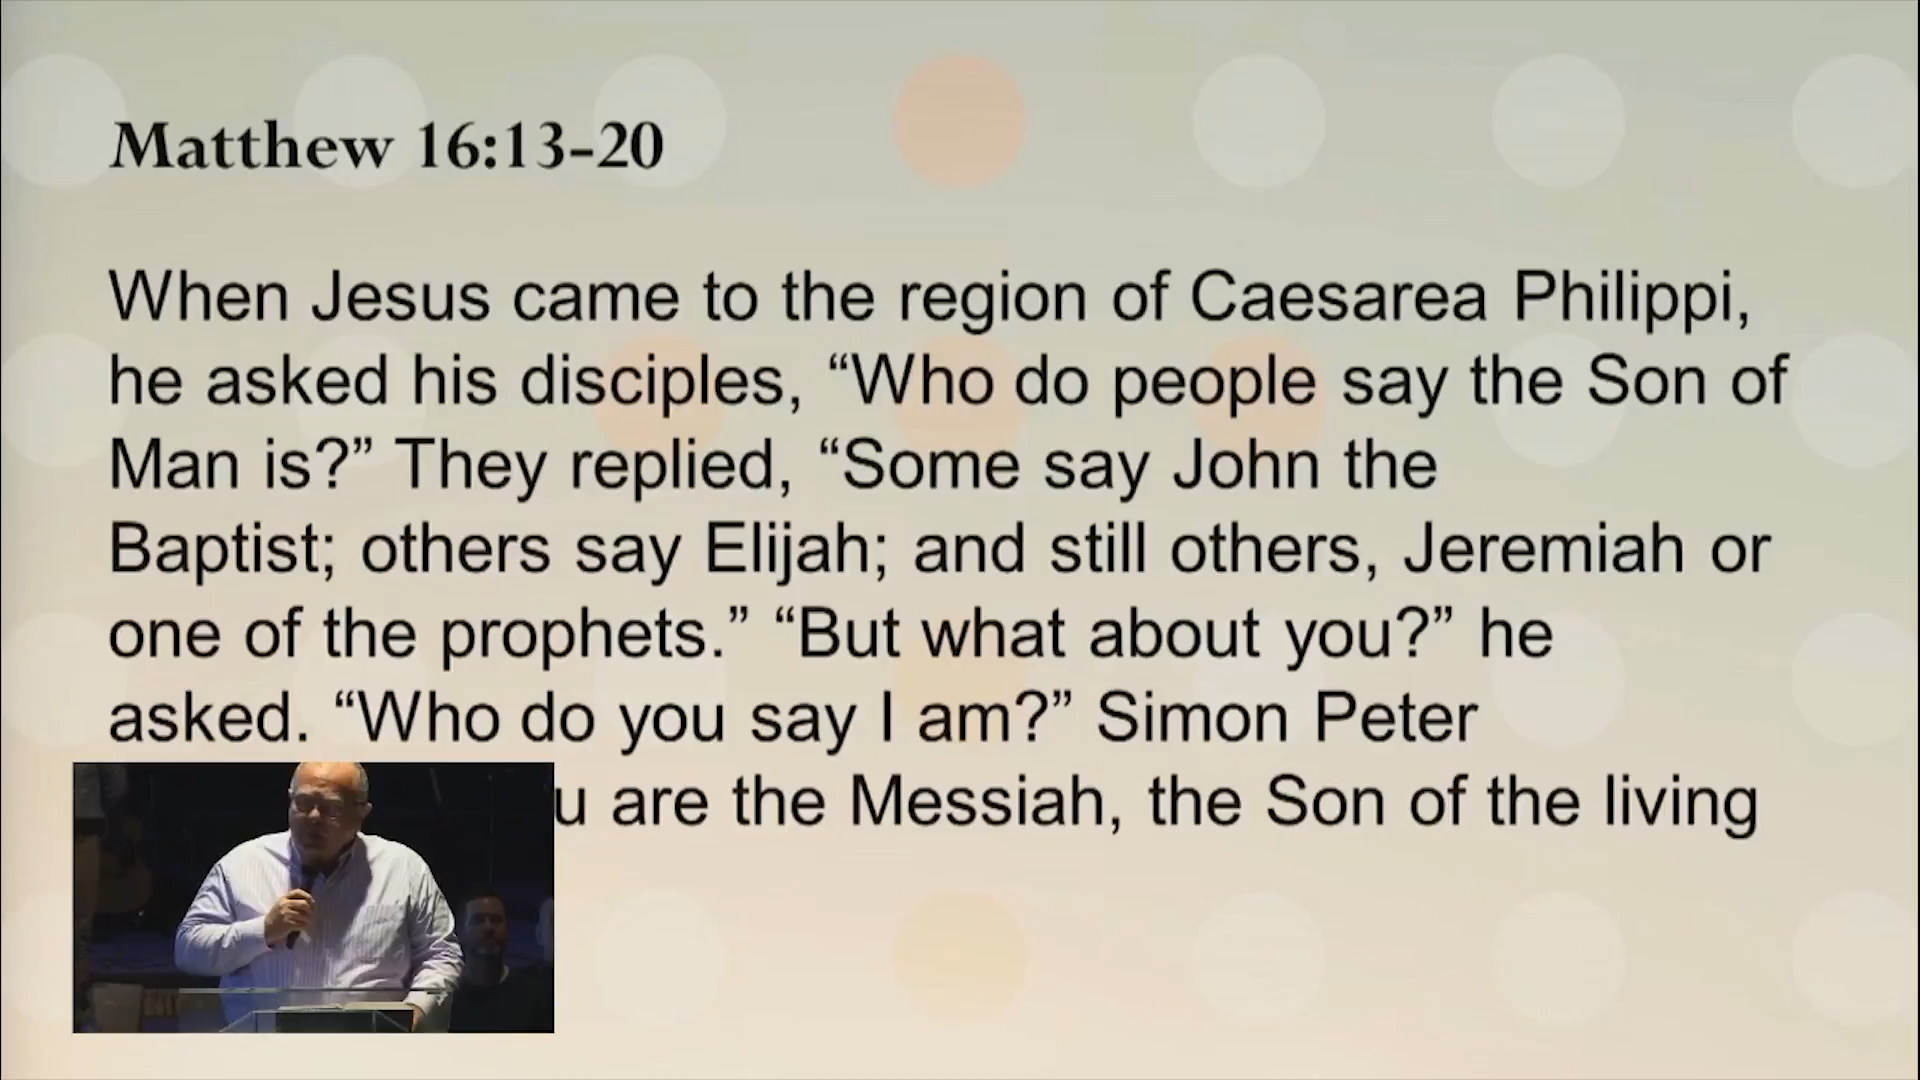 Matthew 16:13-20
When Jesus came to the region of Caesarea Philippi,
he asked his disciples, “Who do people say the Son of
Man is?” They replied, “Some say John the
Baptist; others say Elijah; and still others, Jeremiah or
one of the prophets.” “But what about you?” he
asked. “Who do you say I am?” Simon Peter
are the Messiah, the Son of the living